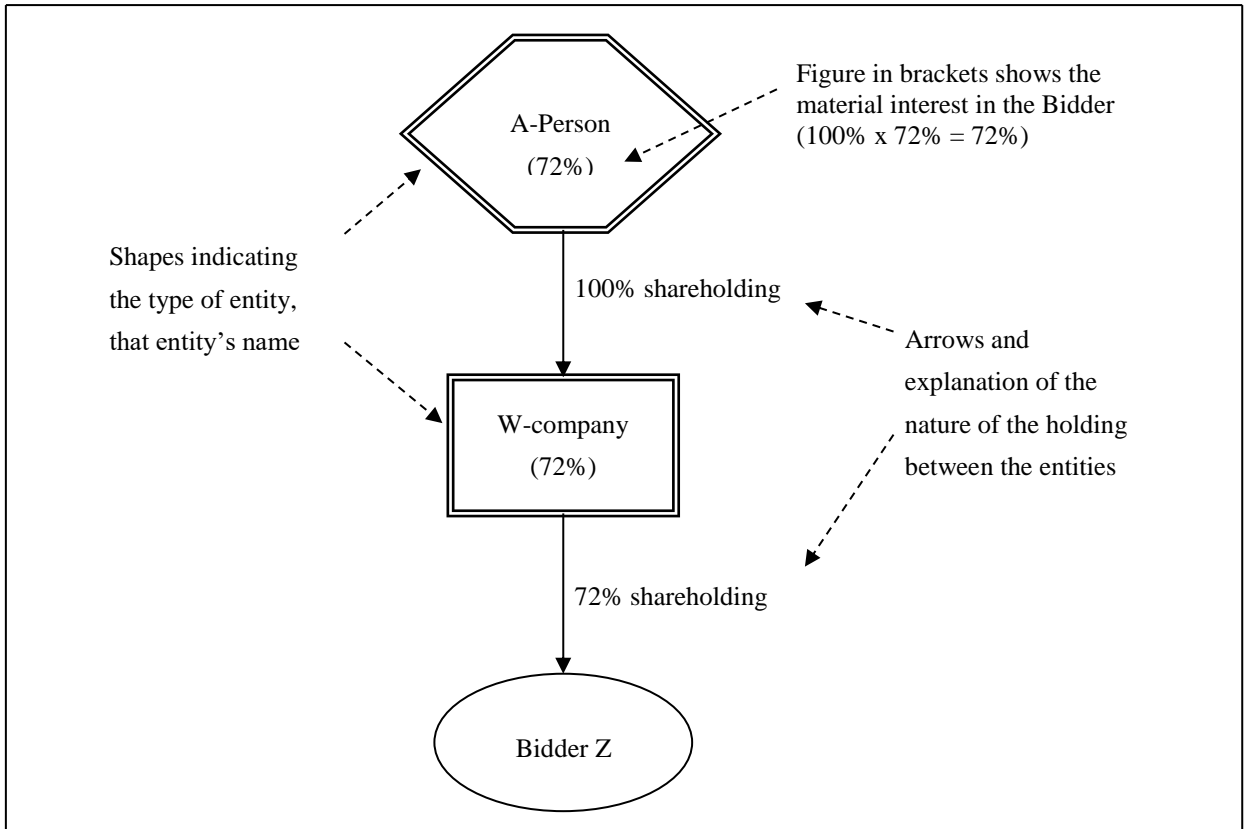 Figure in brackets shows the
material interest in the Bidder
(100% x 72% = 72%)
A-Person
(72%)
Shapes indicating
the type of entity,
that entity’s name
100% shareholding
Arrows and
explanation of the
nature of the holding
between the entities
W-company
(72%)
72% shareholding
Bidder Z